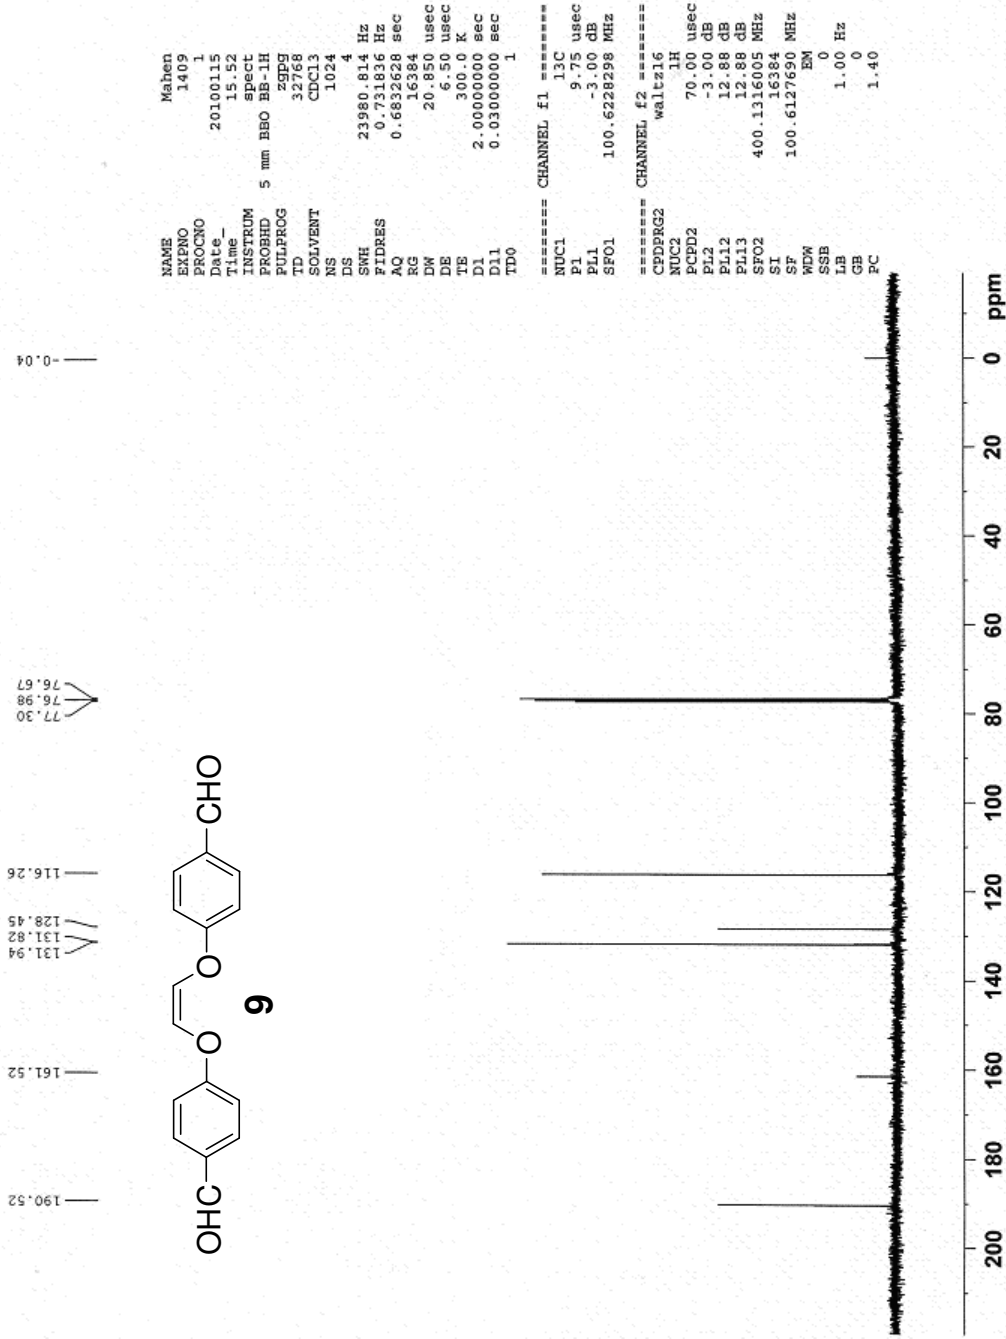 190.52
161.52
131.94
131.82
128.45
116.26
77.30
76.98
76.67
-0.04
OHC
O
O
CHO
9
NAME Mahen
EXPNO 1409
PROCNO 1
Date_ 20100115
Time 15.52
INSTRUM spect
PROBHD 5 mm BBO BB-1H
PULPROG zgpg
TD 32768
SOLVENT CDCl3
NS 1024
DS 4
SWH 23980.814 Hz
FIDRES 0.731836 Hz
AQ 0.6832628 sec
RG 16384
DW 20.850 usec
DE 6.50 usec
TE 300.0 K
D1 2.00000000 sec
D11 0.03000000 sec
TD0 1
======== CHANNEL f1 ========
NUC1 13C
P1 9.75 usec
PL1 -3.00 dB
SFO1 100.6228298 MHz
======== CHANNEL f2 ========
CPDPRG2 waltz16
NUC2 1H
PCPD2 70.00 usec
PL2 -3.00 dB
PL12 12.88 dB
PL13 12.88 dB
SFO2 400.1316005 MHz
SI 16384
SF 100.6127690 MHz
WDW EM
SSB 0
LB 1.00 Hz
GB 0
PC 1.40
200 180 160 140 120 100 80 60 40 20 0 ppm